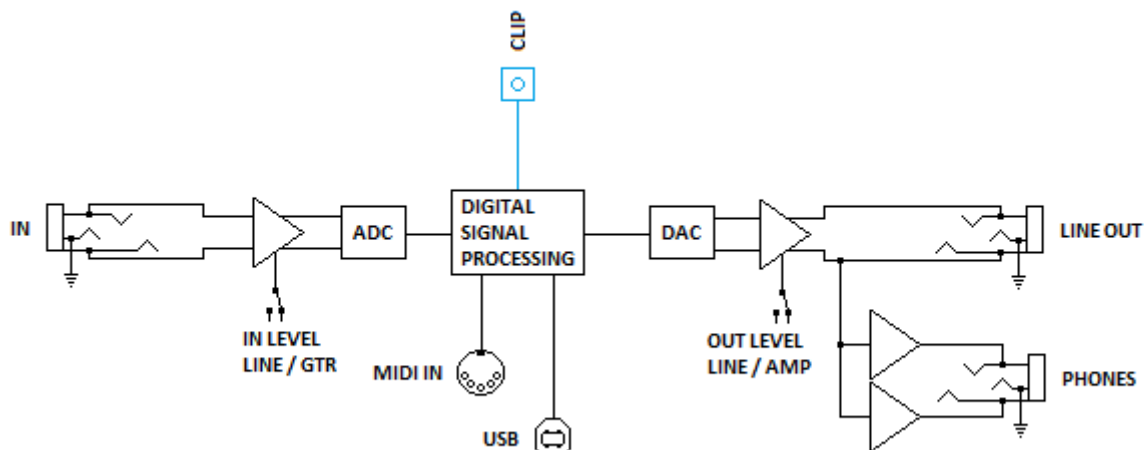 CLIP
IN
ADC
DIGITAL
SIGNAL
PROCESSING
DAC
LINE OUT
IN LEVEL
LINE / GTR
MIDI IN
OUT LEVEL
LINE / AMP
PHONES
USB